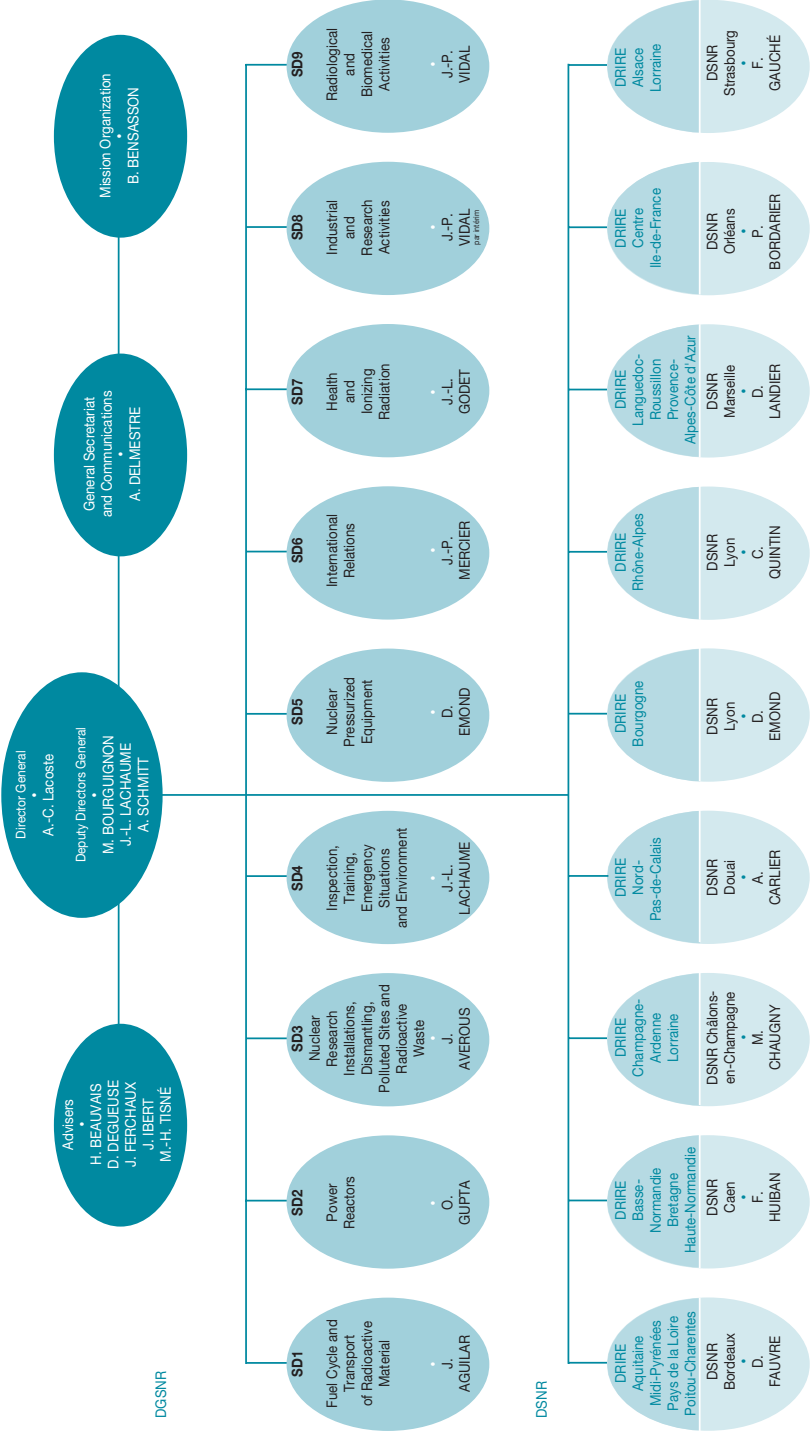 Director General
•
A.-C. Lacoste
Deputy Directors General
•
M. BOURGUIGNON
J.-L. LACHAUME
A. SCHMITT
Advisers
•
H. BEAUVAIS
D. DEGUEUSE
J. FERCHAUX
J. IBERT
M.-H. TISNÉ
General Secretariat
and Communications
•
A. DELMESTRE
Mission Organization
•
B. BENSASSON
DGSNR
SD1
Fuel Cycle and
Transport
of Radioactive
Material
•
J.
AGUILAR
SD2
Power
Reactors
•
O.
GUPTA
SD3
Nuclear
Research
Installations,
Dismantling,
Polluted Sites and
Radioactive
Waste
•
J.
AVEROUS
SD4
Inspection,
Training,
Emergency
Situations
and Environment
•
J.-L.
LACHAUME
SD5
Nuclear
Pressurized
Equipment
•
D.
EMOND
SD6
International
Relations
•
J.-P.
MERCIER
SD7
Health
and
Ionizing
Radiation
•
J.-L.
GODET
SD8
Industrial
and
Research
Activities
•
J.-P.
VIDAL
par intérim
SD9
Radiological
and
Biomedical
Activities
•
J.-P.
VIDAL
DSNR
DRIRE
Aquitaine
Midi-Pyrénées
Pays de la Loire
Poitou-Charentes
DSNR
Bordeaux
•
D.
FAUVRE
DRIRE
Basse-
Normandie
Bretagne
Haute-Normandie
DSNR
Caen
•
F.
HUIBAN
DRIRE
Champagne-
Ardenne
Lorraine
DSNR Châlons-
en-Champagne
•
M.
CHAUGNY
DRIRE
Nord-
Pas-de-Calais
DSNR
Douai
•
A.
CARLIER
DRIRE
Bourgogne
DSNR
Lyon
•
D.
EMOND
DRIRE
Rhône-Alpes
DSNR
Lyon
•
C.
QUINTIN
DRIRE
Languedoc-
Roussillon
Provence-
Alpes-Côte d'Azur
DSNR
Marseille
•
D.
LANDIER
DRIRE
Centre
Ile-de-France
DSNR
Orléans
•
P.
BORDARIER
DRIRE
Alsace
Lorraine
DSNR
Strasbourg
•
F.
GAUCHÉ